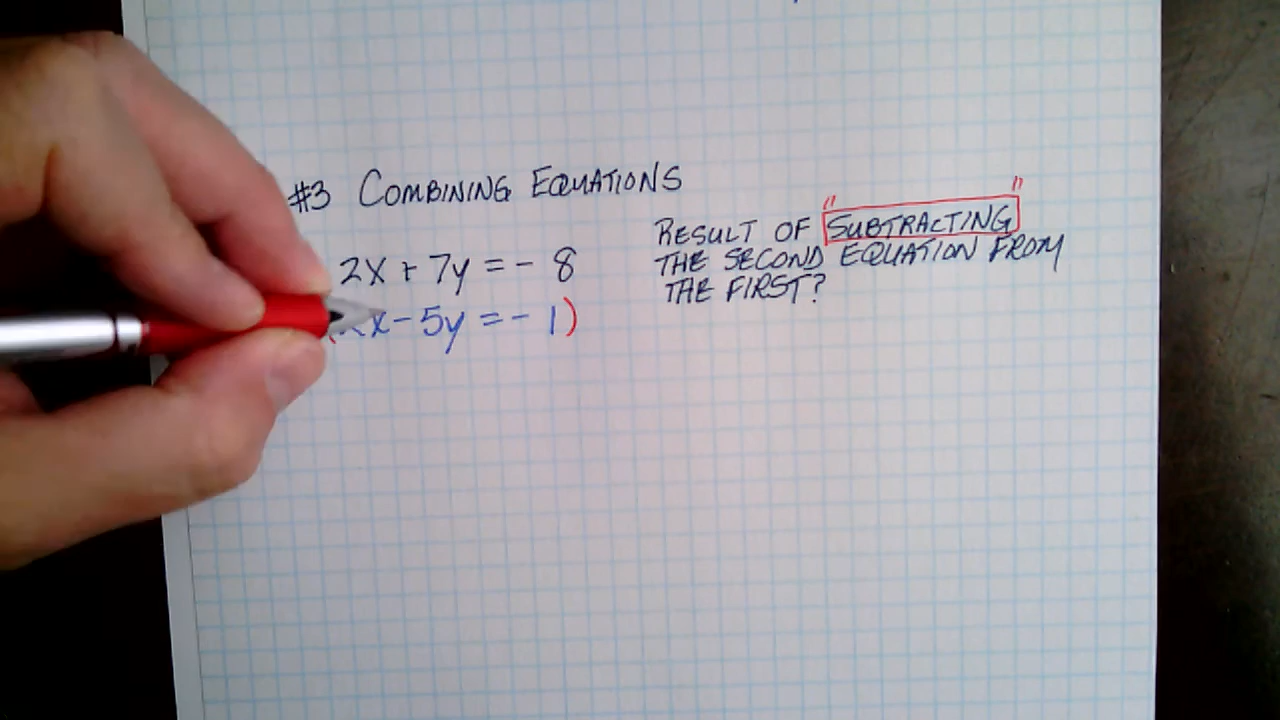 #3 COMBINING EQUATIONS
2x + 7y = - 8
x - 5y = - 1)
RESULT OF "SUBTRACTING"
THE SECOND EQUATION FROM
THE FIRST?